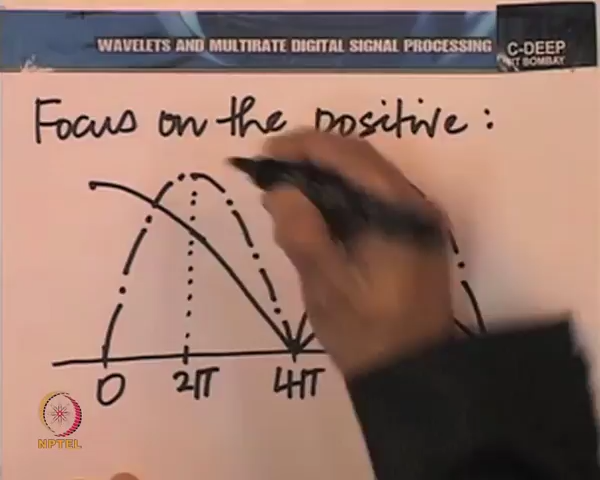 WAVELETS AND MULTIRATE DIGITAL SIGNAL PROCESSING
C-DEEP
IIT BOMBAY
Focus on the positive :
0 2π 4π
NPTEL